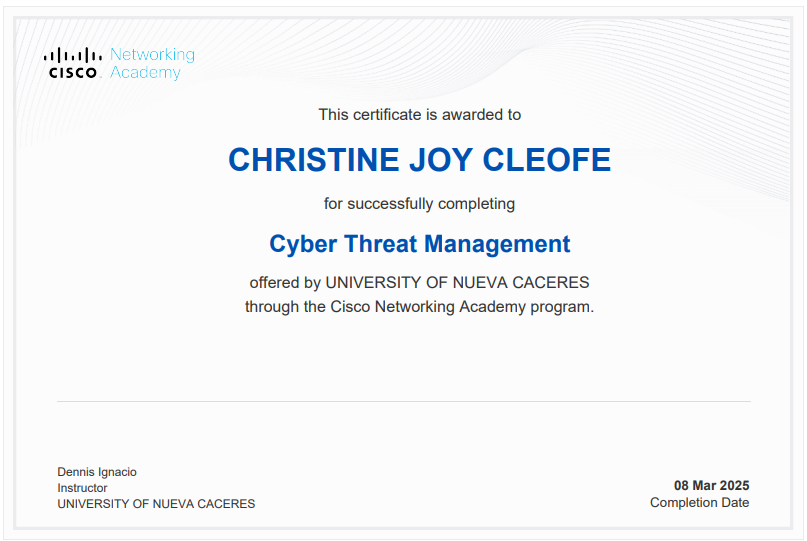 CISCO Networking Academy
This certificate is awarded to
CHRISTINE JOY CLEOFE
for successfully completing
Cyber Threat Management
offered by UNIVERSITY OF NUEVA CACERES
through the Cisco Networking Academy program.
Dennis Ignacio
Instructor
UNIVERSITY OF NUEVA CACERES
08 Mar 2025
Completion Date